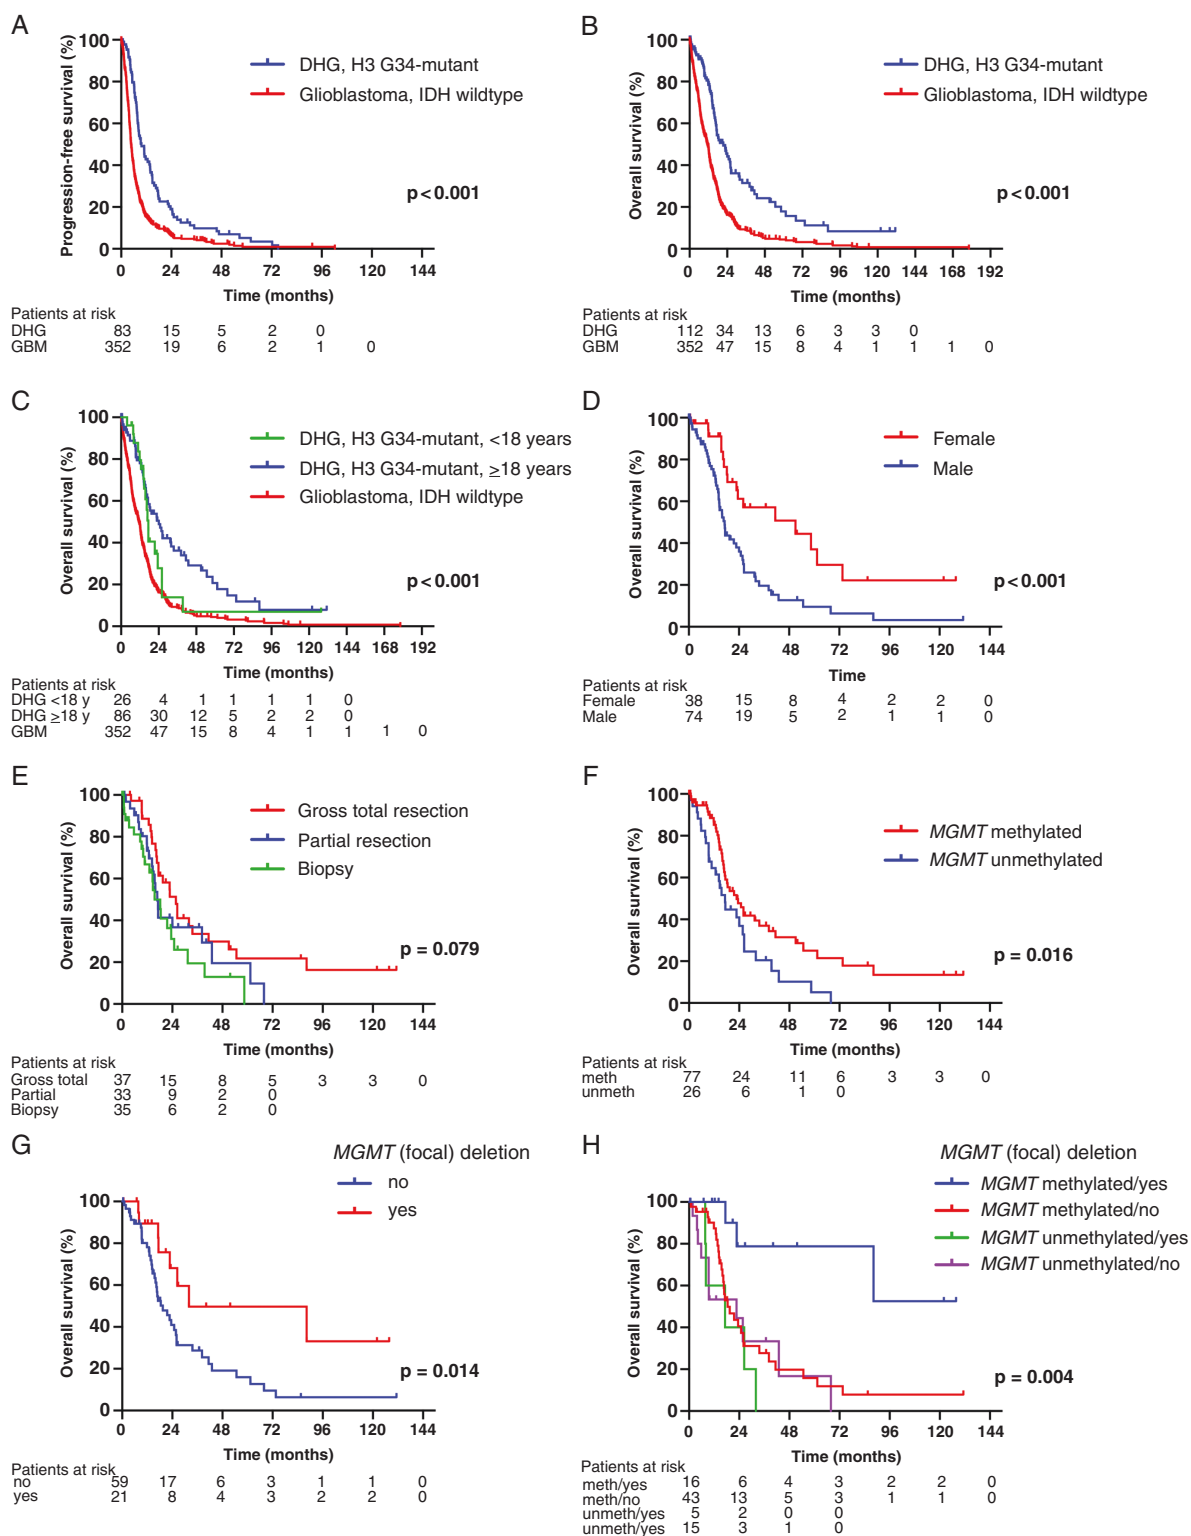 A
Progression-free survival (%)
100
80
60
40
20
0
DHG, H3 G34-mutant
Glioblastoma, IDH wildtype
p<0.001
0 24 48 72 96 120 144
Time (months)
Patients at risk
DHG 83 15 5 2 0
GBM 352 19 6 2 1 0
B
Overall survival (%)
100
80
60
40
20
0
DHG, H3 G34-mutant
Glioblastoma, IDH wildtype
p<0.001
0 24 48 72 96 120 144 168 192
Time (months)
Patients at risk
DHG 112 34 13 6 3 3 0
GBM 352 47 15 8 4 1 1 1 0
C
Overall survival (%)
100
80
60
40
20
0
DHG, H3 G34-mutant, <18 years
DHG, H3 G34-mutant, ≥18 years
Glioblastoma, IDH wildtype
p<0.001
0 24 48 72 96 120 144 168 192
Time (months)
Patients at risk
DHG <18 y 26 4 1 1 1 1 0
DHG ≥18 y 86 30 12 5 2 2 0
GBM 352 47 15 8 4 1 1 1 0
D
Overall survival (%)
100
80
60
40
20
0
Female
Male
p<0.001
0 24 48 72 96 120 144
Time
Patients at risk
Female 38 15 8 4 2 2 0
Male 74 19 5 2 1 1 0
E
Overall survival (%)
100
80
60
40
20
0
Gross total resection
Partial resection
Biopsy
p = 0.079
0 24 48 72 96 120 144
Time (months)
Patients at risk
Gross total 37 15 8 5 3 3 0
Partial 33 9 2 0
Biopsy 35 6 2 0
F
Overall survival (%)
100
80
60
40
20
0
MGMT methylated
MGMT unmethylated
p = 0.016
0 24 48 72 96 120 144
Time (months)
Patients at risk
meth 77 24 11 6 3 3 0
unmeth 26 6 1 0
G
MGMT (focal) deletion
no
yes
Overall survival (%)
100
80
60
40
20
0
p = 0.014
0 24 48 72 96 120 144
Time (months)
Patients at risk
no 59 17 6 3 1 1 0
yes 21 8 4 3 2 2 0
H
MGMT (focal) deletion
MGMT methylated/yes
MGMT methylated/no
MGMT unmethylated/yes
MGMT unmethylated/no
Overall survival (%)
100
80
60
40
20
0
p = 0.004
0 24 48 72 96 120 144
Time (months)
Patients at risk
meth/yes 16 6 4 3 2 2 0
meth/no 43 13 5 3 1 1 0
unmeth/yes 5 2 0 0
unmeth/yes 15 3 1 0